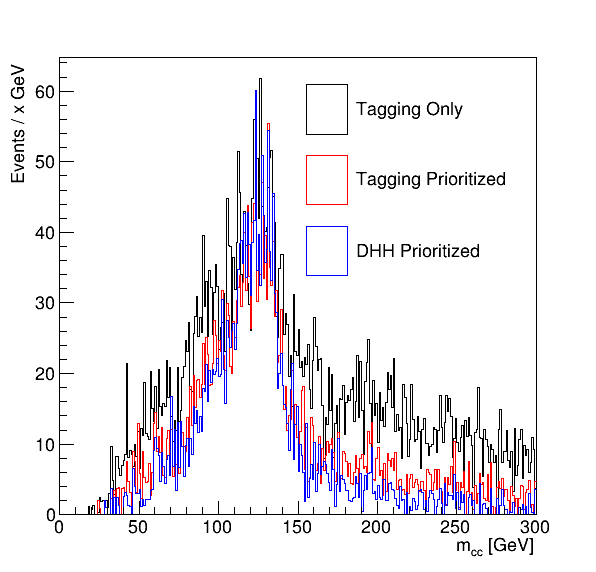 Events / x GeV
60
50
40
30
20
10
0
Tagging Only
Tagging Prioritized
DHH Prioritized
0 50 100 150 200 250 300
m_cc [GeV]